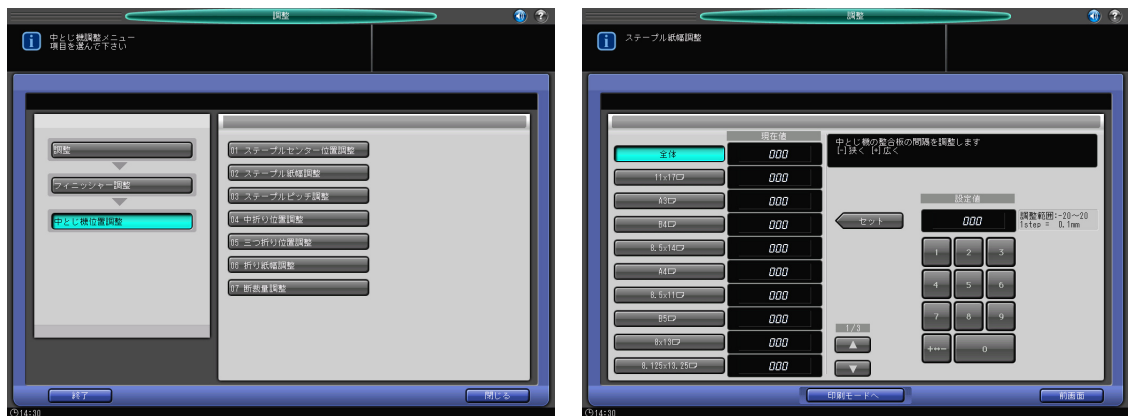 調整
?
i
中とじ機調整メニュー
項目を選んで下さい
調整
フィニッシャー調整
中とじ機位置調整
01 ステープルセンター位置調整
02 ステープル紙幅調整
03 ステープルピッチ調整
04 中折り位置調整
05 三つ折り位置調整
06 折り紙幅調整
07 断裁量調整
終了
閉じる
14:30
調整
?
i
ステープル紙幅調整
現在値
全体 000
11x17 000
A3 000
B4 000
8.5x14 000
A4 000
8.5x11 000
B5 000
8x13 000
8.125x13.25 000
中とじ機の整合板の間隔を調整します
[-]狭く [+]広く
設定値
セット
000
調整範囲:-20~20
1step = 0.1mm
1 2 3
4 5 6
7 8 9
+↔- 0
1/3
印刷モードへ
前画面
14:30